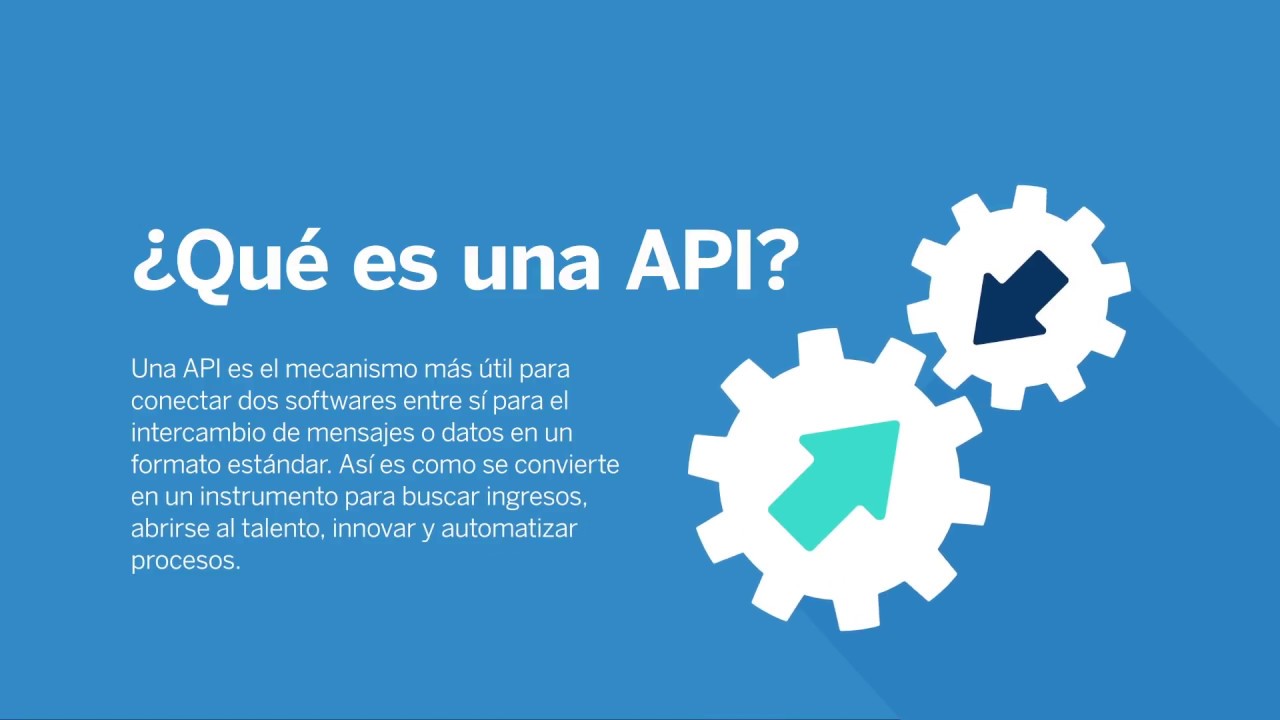 ¿Qué es una API?
Una API es el mecanismo más útil para
conectar dos softwares entre sí para el
intercambio de mensajes o datos en un
formato estándar. Así es como se convierte
en un instrumento para buscar ingresos,
abrirse al talento, innovar y automatizar
procesos.